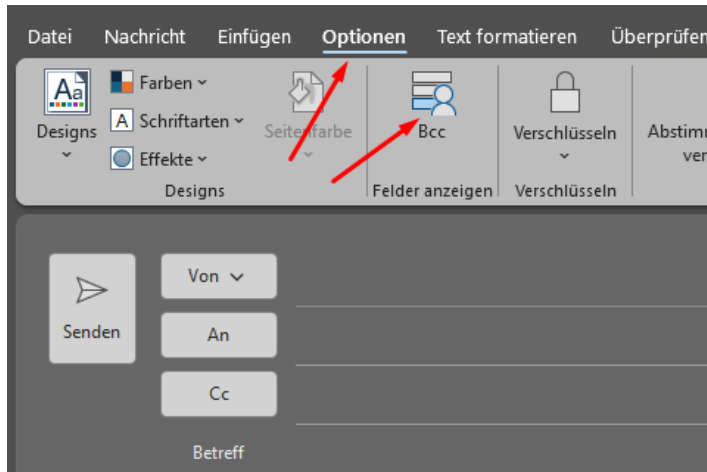 Datei Nachricht Einfügen Optionen Text formatieren Überprüfen
Aa Farben
A Schriftarten
Designs Effekte
Seitenfarbe
Bcc
Verschlüsseln
Designs
Felder anzeigen
Verschlüsseln
Von
Senden
An
Cc
Betreff